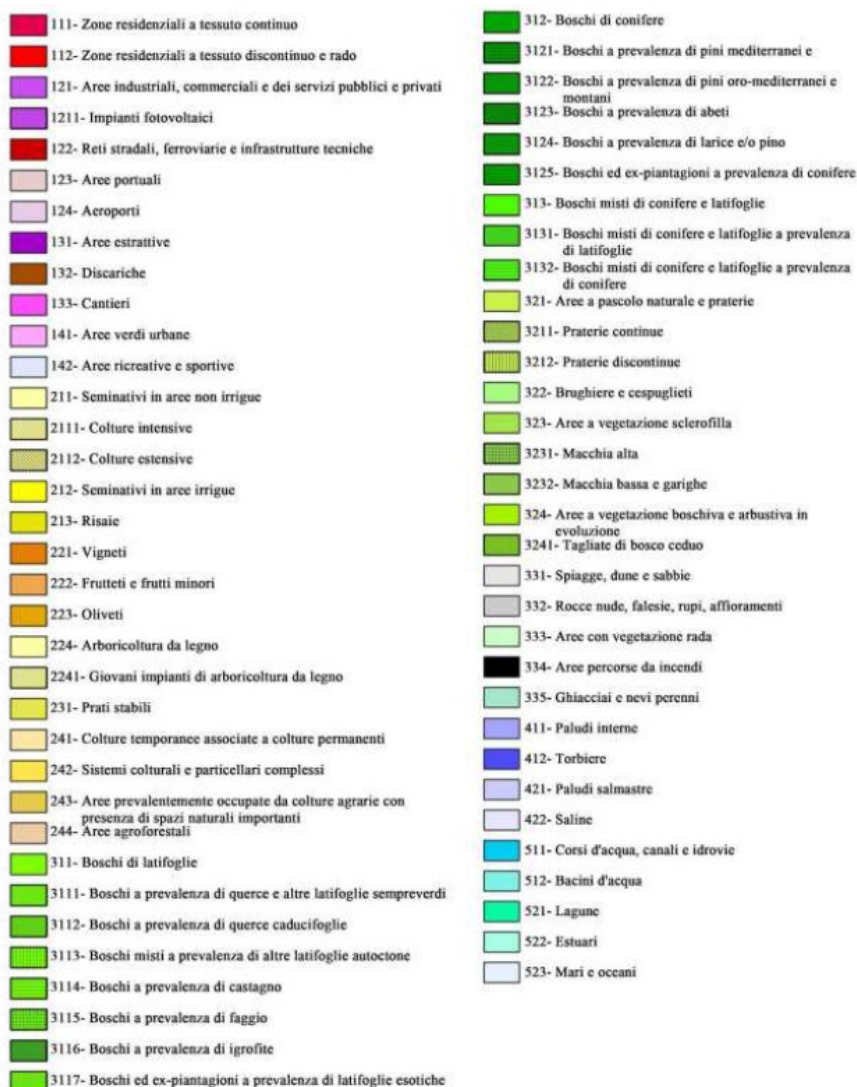 111- Zone residenziali a tessuto continuo
112- Zone residenziali a tessuto discontinuo e rado
121- Aree industriali, commerciali e dei servizi pubblici e privati
1211- Impianti fotovoltaici
122- Reti stradali, ferroviarie e infrastrutture tecniche
123- Aree portuali
124- Aeroporti
131- Aree estrattive
132- Discariche
133- Cantieri
141- Aree verdi urbane
142- Aree ricreative e sportive
211- Seminativi in aree non irrigue
2111- Colture intensive
2112- Colture estensive
212- Seminativi in aree irrigue
213- Risaie
221- Vigneti
222- Frutteti e frutti minori
223- Oliveti
224- Arboricoltura da legno
2241- Giovani impianti di arboricoltura da legno
231- Prati stabili
241- Colture temporanee associate a colture permanenti
242- Sistemi colturali e particellari complessi
243- Aree prevalentemente occupate da colture agrarie con
presenza di spazi naturali importanti
244- Aree agroforestali
311- Boschi di latifoglie
3111- Boschi a prevalenza di querce e altre latifoglie sempreverdi
3112- Boschi a prevalenza di querce caducifoglie
3113- Boschi misti a prevalenza di altre latifoglie autoctone
3114- Boschi a prevalenza di castagno
3115- Boschi a prevalenza di faggio
3116- Boschi a prevalenza di igrofite
3117- Boschi ed ex-piantagioni a prevalenza di latifoglie esotiche
312- Boschi di conifere
3121- Boschi a prevalenza di pini mediterranei e
3122- Boschi a prevalenza di pini oro-mediterranei e
montani
3123- Boschi a prevalenza di abeti
3124- Boschi a prevalenza di larice e/o pino
3125- Boschi ed ex-piantagioni a prevalenza di conifere
313- Boschi misti di conifere e latifoglie
3131- Boschi misti di conifere e latifoglie a prevalenza
di latifoglie
3132- Boschi misti di conifere e latifoglie a prevalenza
di conifere
321- Aree a pascolo naturale e praterie
3211- Praterie continue
3212- Praterie discontinue
322- Brughiere e cespuglieti
323- Aree a vegetazione sclerofilla
3231- Macchia alta
3232- Macchia bassa e garighe
324- Aree a vegetazione boschiva e arbustiva in
evoluzione
3241- Tagliate di bosco ceduo
331- Spiagge, dune e sabbie
332- Rocce nude, falesie, rupi, affioramenti
333- Aree con vegetazione rada
334- Aree percorse da incendi
335- Ghiacciai e nevi perenni
411- Paludi interne
412- Torbiere
421- Paludi salmastre
422- Saline
511- Corsi d'acqua, canali e idrovie
512- Bacini d'acqua
521- Lagune
522- Estuari
523- Mari e oceani